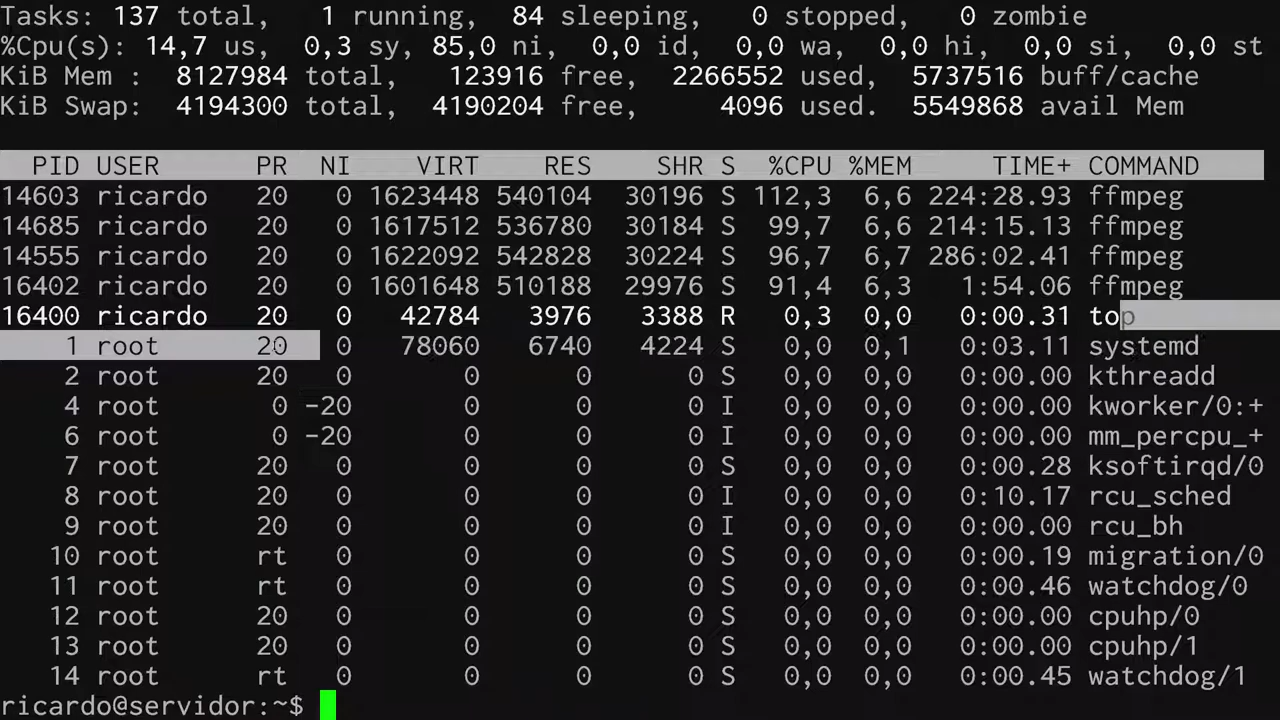 Tasks: 137 total, 1 running, 84 sleeping, 0 stopped, 0 zombie
%Cpu(s): 14,7 us, 0,3 sy, 85,0 ni, 0,0 id, 0,0 wa, 0,0 hi, 0,0 si, 0,0 st
KiB Mem : 8127984 total, 123916 free, 2266552 used, 5737516 buff/cache
KiB Swap: 4194300 total, 4190204 free, 4096 used. 5549868 avail Mem
PID USER PR NI VIRT RES SHR S %CPU %MEM TIME+ COMMAND
14603 ricardo 20 0 1623448 540104 30196 S 112,3 6,6 224:28.93 ffmpeg
14685 ricardo 20 0 1617512 536780 30184 S 99,7 6,6 214:15.13 ffmpeg
14555 ricardo 20 0 1622092 542828 30224 S 96,7 6,7 286:02.41 ffmpeg
16402 ricardo 20 0 1601648 510188 29976 S 91,4 6,3 1:54.06 ffmpeg
16400 ricardo 20 0 42784 3976 3388 R 0,3 0,0 0:00.31 top
1 root 20 0 78060 6740 4224 S 0,0 0,1 0:03.11 systemd
2 root 20 0 0 0 0 S 0,0 0,0 0:00.00 kthreadd
4 root 0 -20 0 0 0 I 0,0 0,0 0:00.00 kworker/0:+
6 root 0 -20 0 0 0 I 0,0 0,0 0:00.00 mm_percpu_+
7 root 20 0 0 0 0 S 0,0 0,0 0:00.28 ksoftirqd/0
8 root 20 0 0 0 0 I 0,0 0,0 0:10.17 rcu_sched
9 root 20 0 0 0 0 I 0,0 0,0 0:00.00 rcu_bh
10 root rt 0 0 0 0 S 0,0 0,0 0:00.19 migration/0
11 root rt 0 0 0 0 S 0,0 0,0 0:00.46 watchdog/0
12 root 20 0 0 0 0 S 0,0 0,0 0:00.00 cpuhp/0
13 root 20 0 0 0 0 S 0,0 0,0 0:00.00 cpuhp/1
14 root rt 0 0 0 0 S 0,0 0,0 0:00.45 watchdog/1
ricardo@servidor:~$